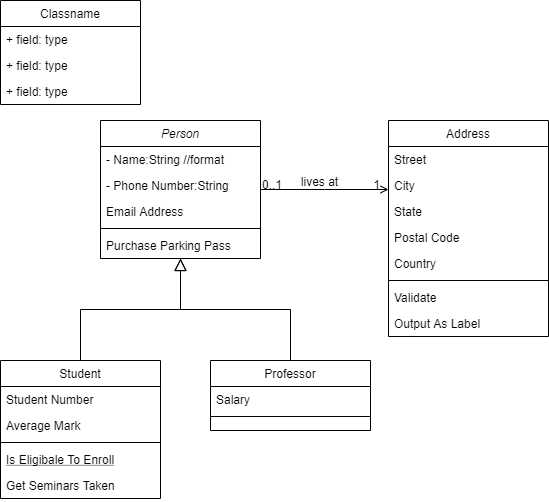 Classname
+ field: type
+ field: type
+ field: type
Person
- Name:String //format
- Phone Number:String
Email Address
Purchase Parking Pass
0..1
lives at
1
Address
Street
City
State
Postal Code
Country
Validate
Output As Label
Student
Student Number
Average Mark
Is Eligibale To Enroll
Get Seminars Taken
Professor
Salary